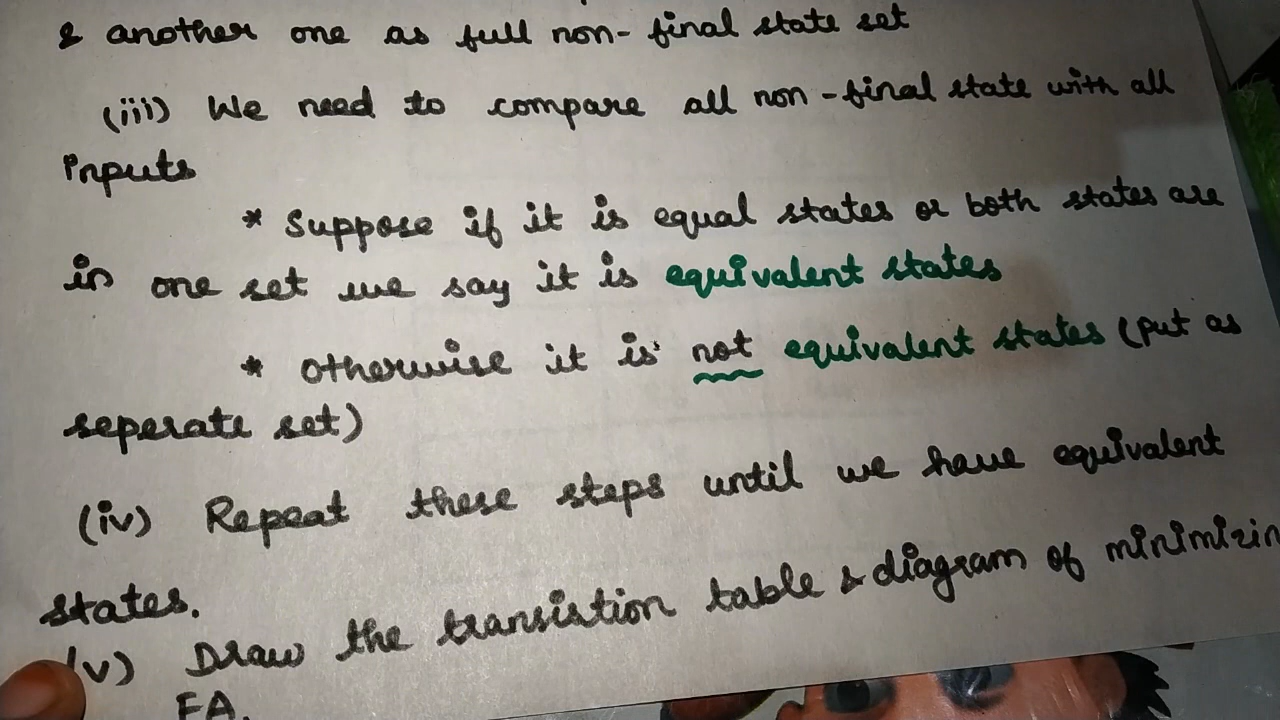 & another one as full non-final state set
(iii) We need to compare all non-final state with all
inputs
* Suppose if it is equal states or both states are
in one set we say it is equivalent states
* otherwise it is not equivalent states (put as
seperate set)
(iv) Repeat these steps until we have equivalent
states.
(v) Draw the transistion table & diagram of minimizin
FA.